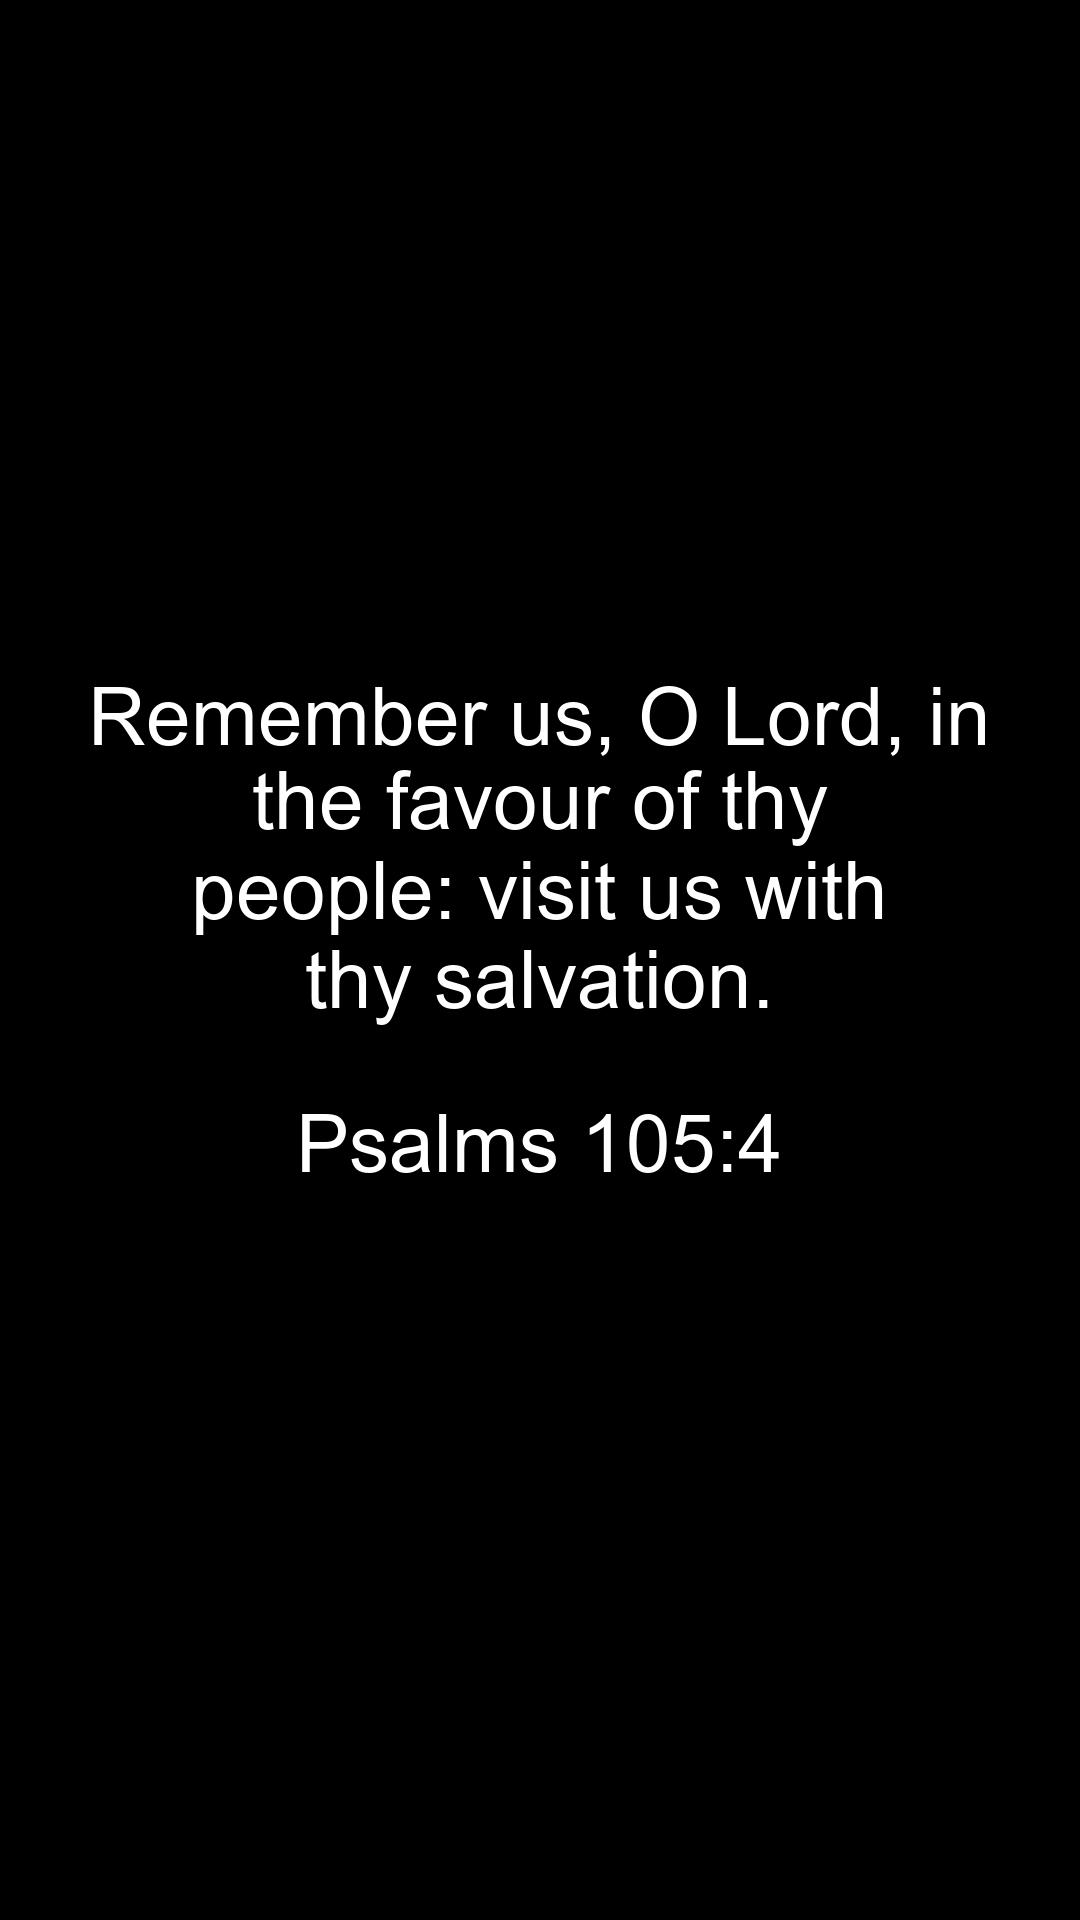 Remember us, O Lord, in
the favour of thy
people: visit us with
thy salvation.
Psalms 105:4